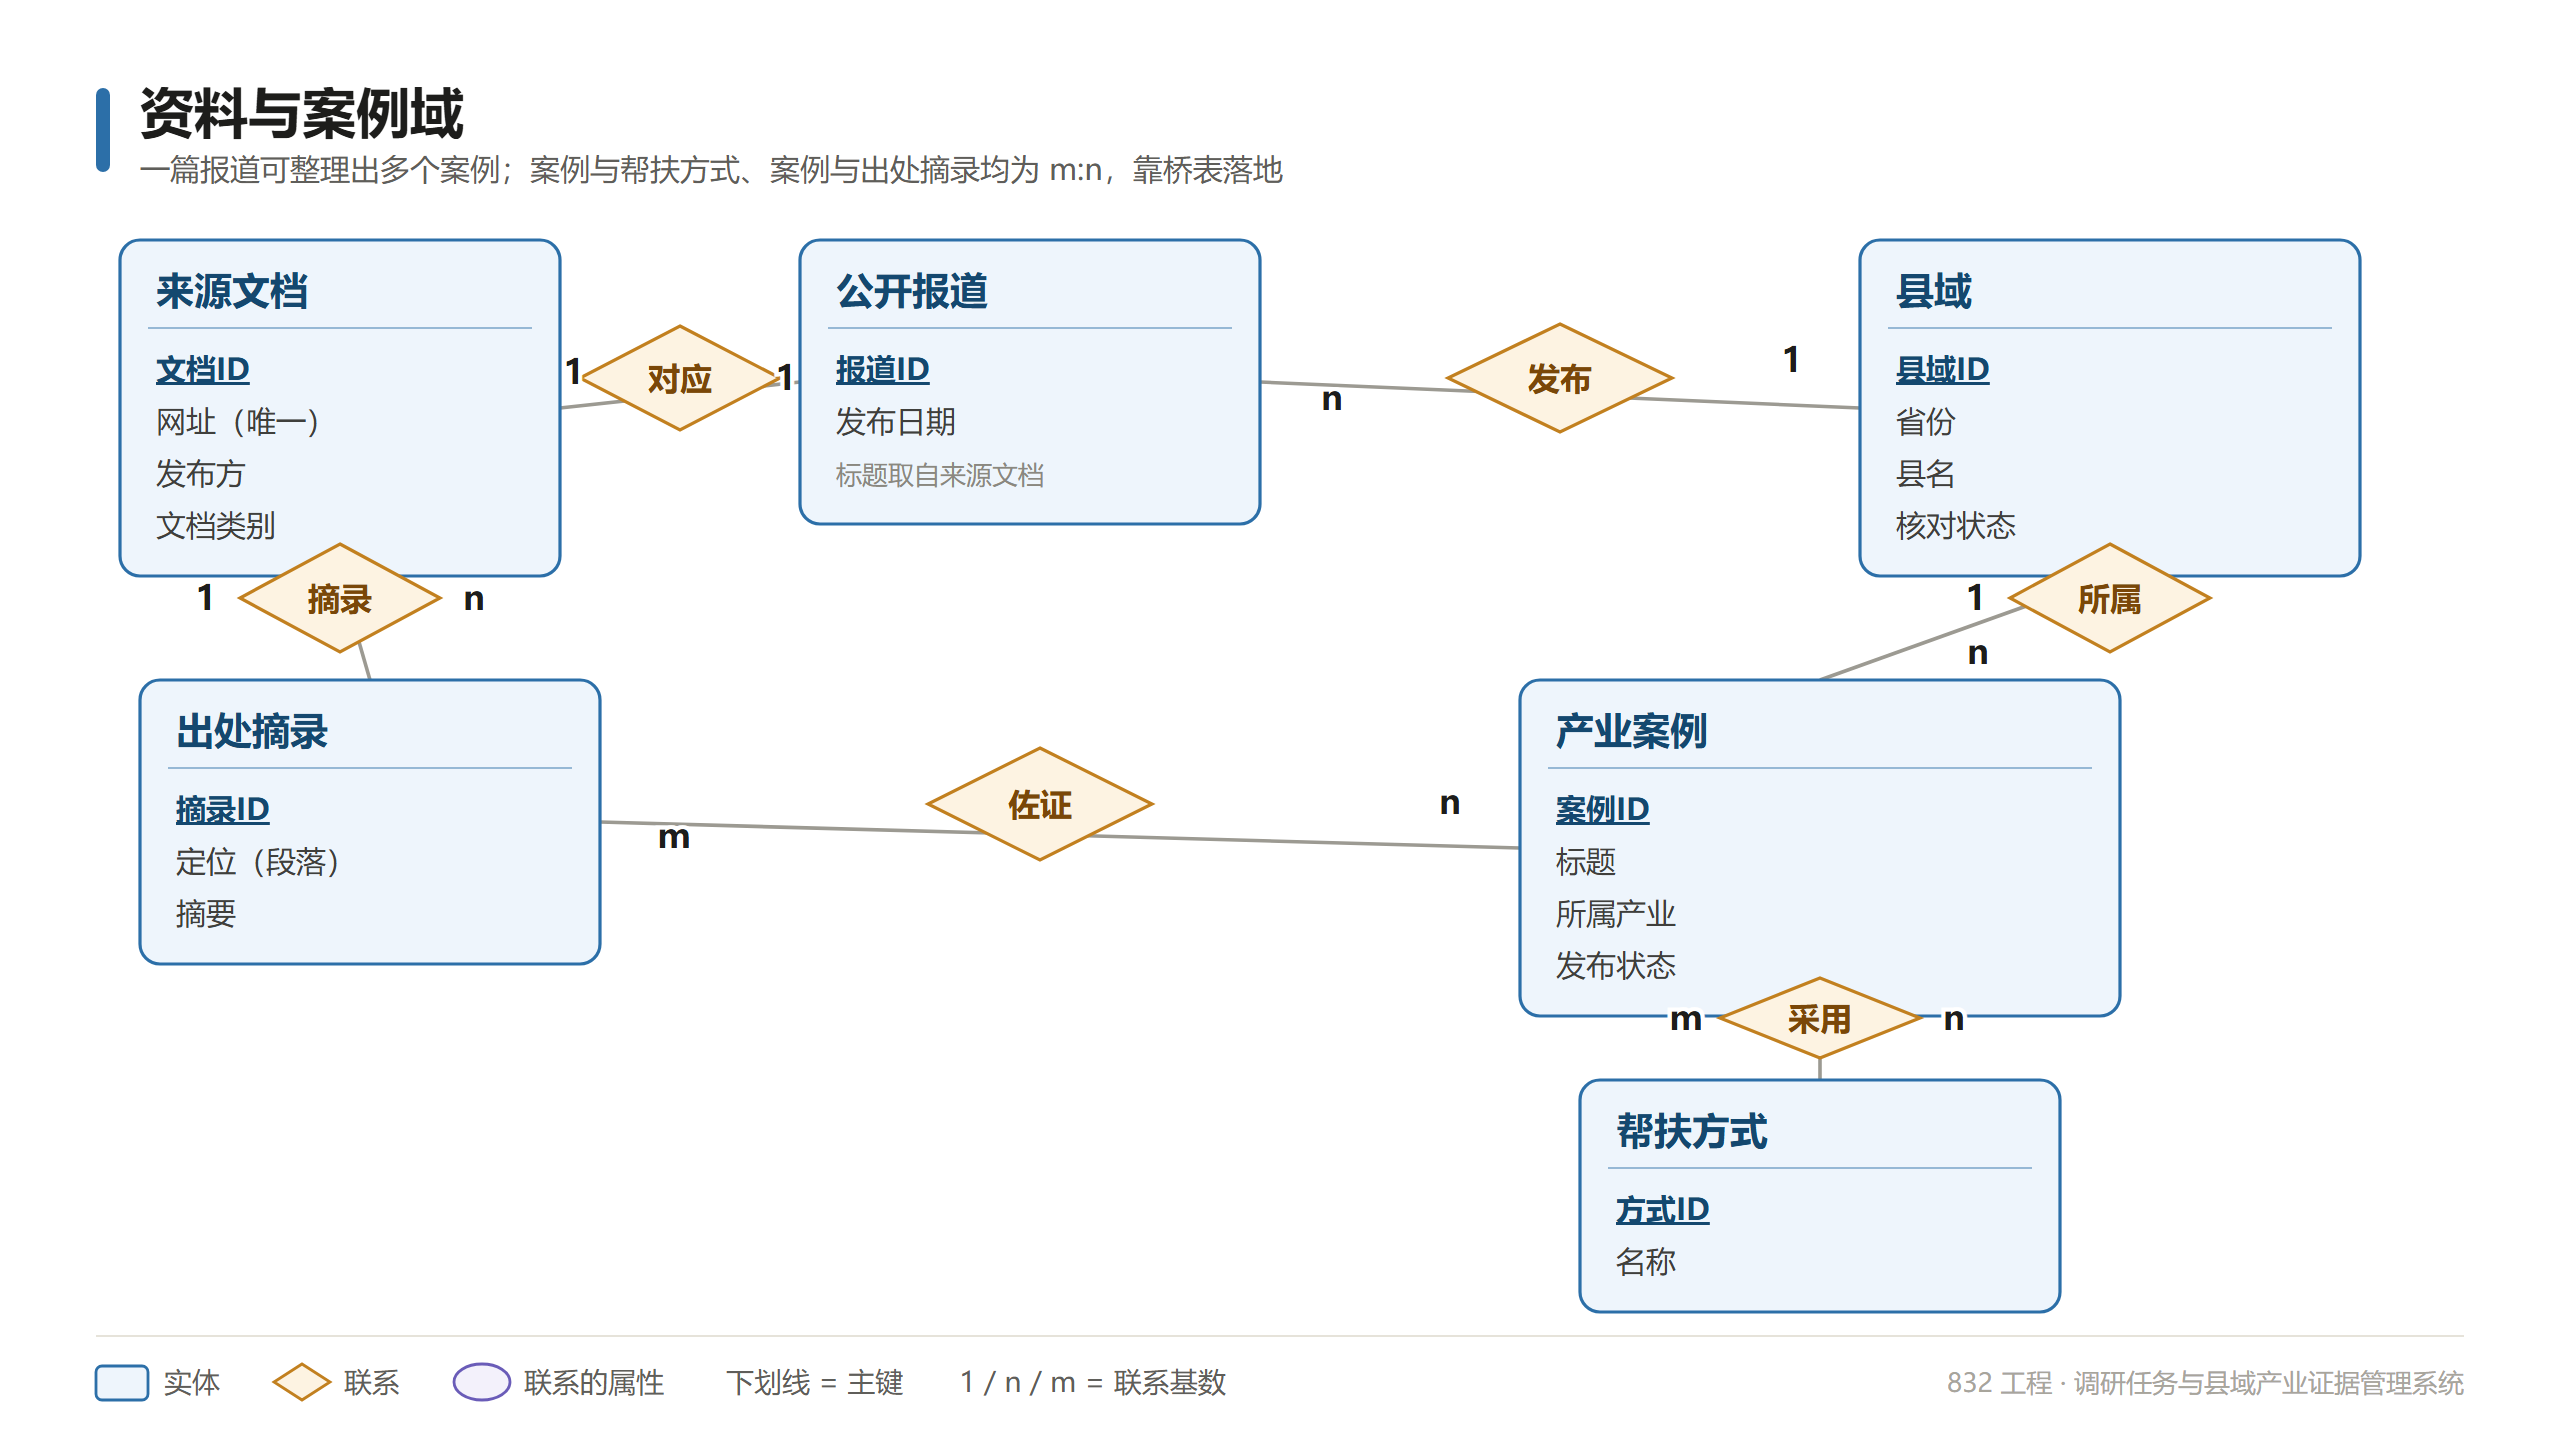 资料与案例域
一篇报道可整理出多个案例；案例与帮扶方式、案例与出处摘录均为 m:n，靠桥表落地
来源文档
文档ID
网址（唯一）
发布方
文档类别
1
对应
1
公开报道
报道ID
发布日期
标题取自来源文档
n
发布
1
县域
县域ID
省份
县名
核对状态
1
摘录
n
1
所属
n
出处摘录
摘录ID
定位（段落）
摘要
m
佐证
n
产业案例
案例ID
标题
所属产业
发布状态
m
采用
n
帮扶方式
方式ID
名称
实体
联系
联系的属性
下划线 = 主键
1 / n / m = 联系基数
832 工程 · 调研任务与县域产业证据管理系统